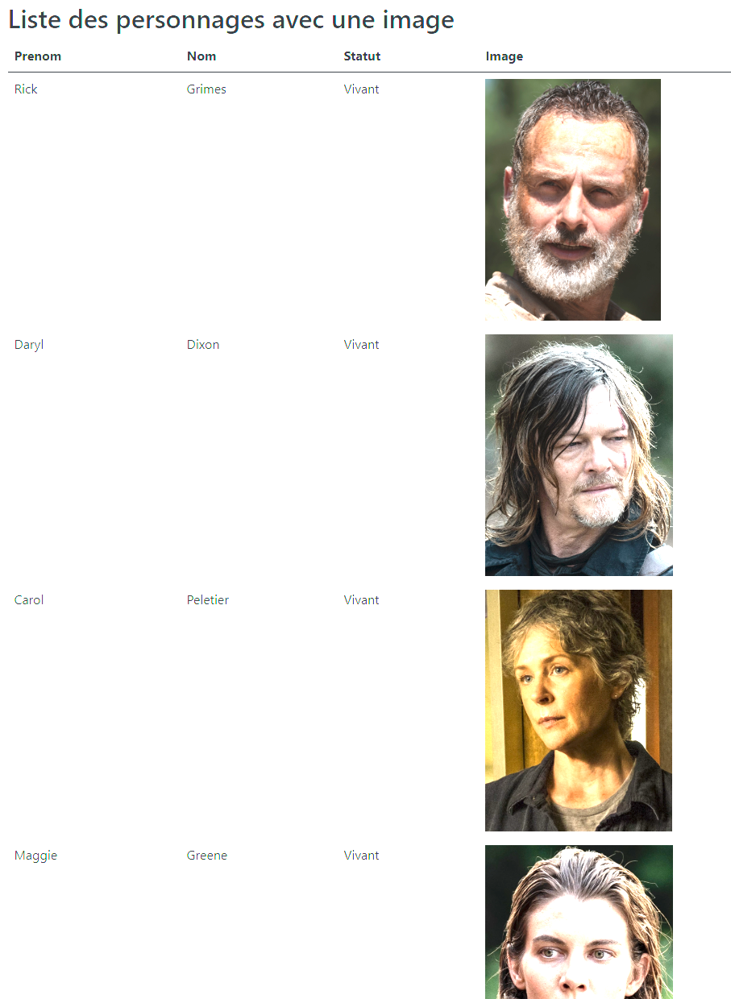 Liste des personnages avec une image
Prenom Nom Statut Image
Rick Grimes Vivant
Daryl Dixon Vivant
Carol Peletier Vivant
Maggie Greene Vivant